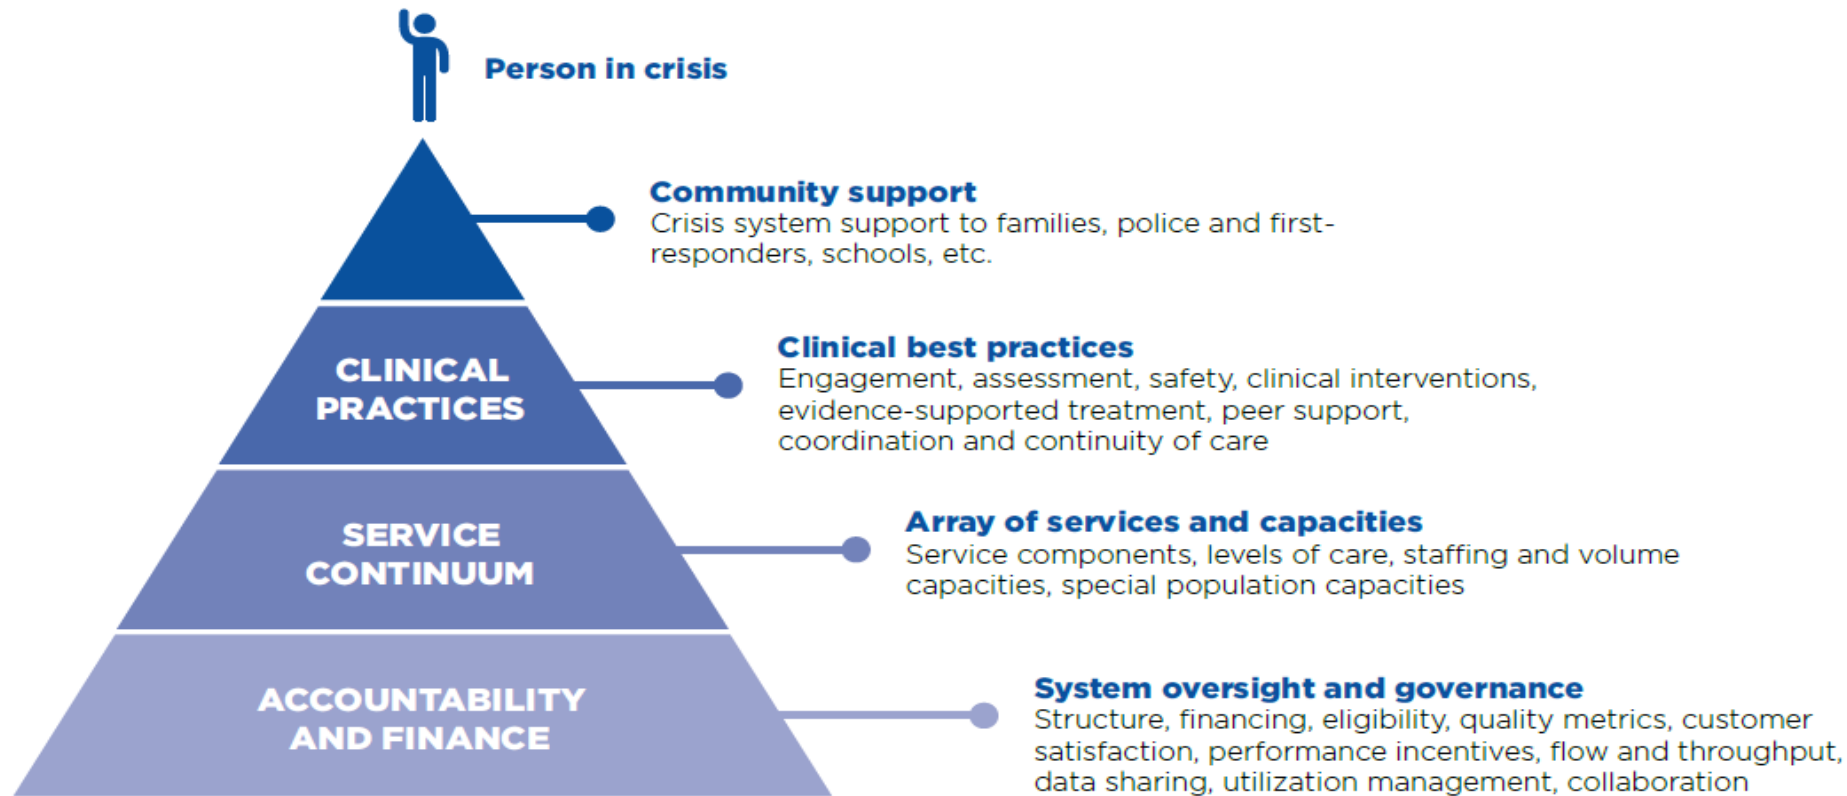 Person in crisis
Community support
Crisis system support to families, police and first-
responders, schools, etc.
CLINICAL
PRACTICES
Clinical best practices
Engagement, assessment, safety, clinical interventions,
evidence-supported treatment, peer support,
coordination and continuity of care
SERVICE
CONTINUUM
Array of services and capacities
Service components, levels of care, staffing and volume
capacities, special population capacities
ACCOUNTABILITY
AND FINANCE
System oversight and governance
Structure, financing, eligibility, quality metrics, customer
satisfaction, performance incentives, flow and throughput,
data sharing, utilization management, collaboration